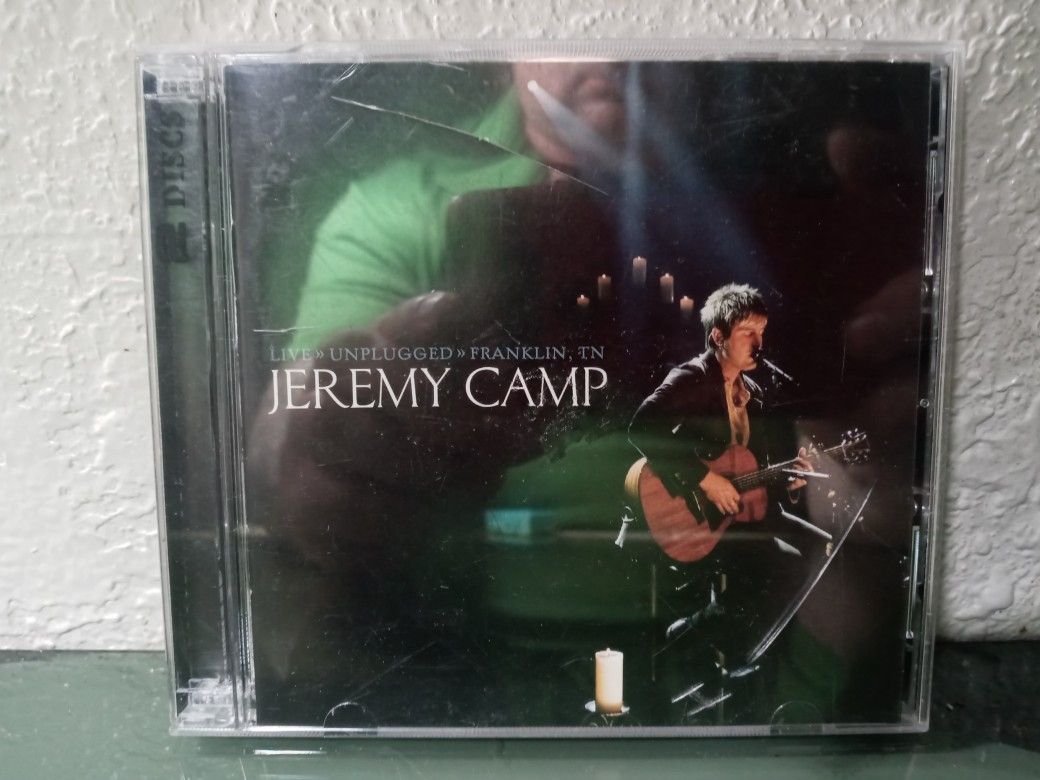 2 DISCS
LIVE » UNPLUGGED » FRANKLIN, TN
JEREMY CAMP